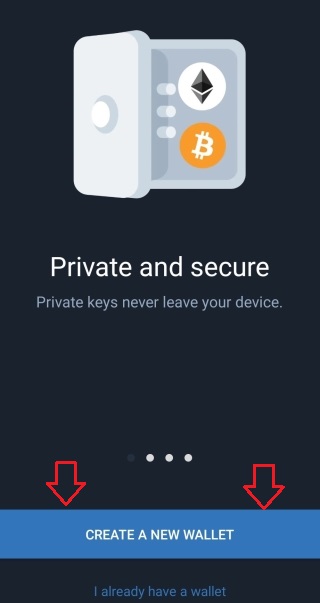 Private and secure
Private keys never leave your device.
CREATE A NEW WALLET
I already have a wallet